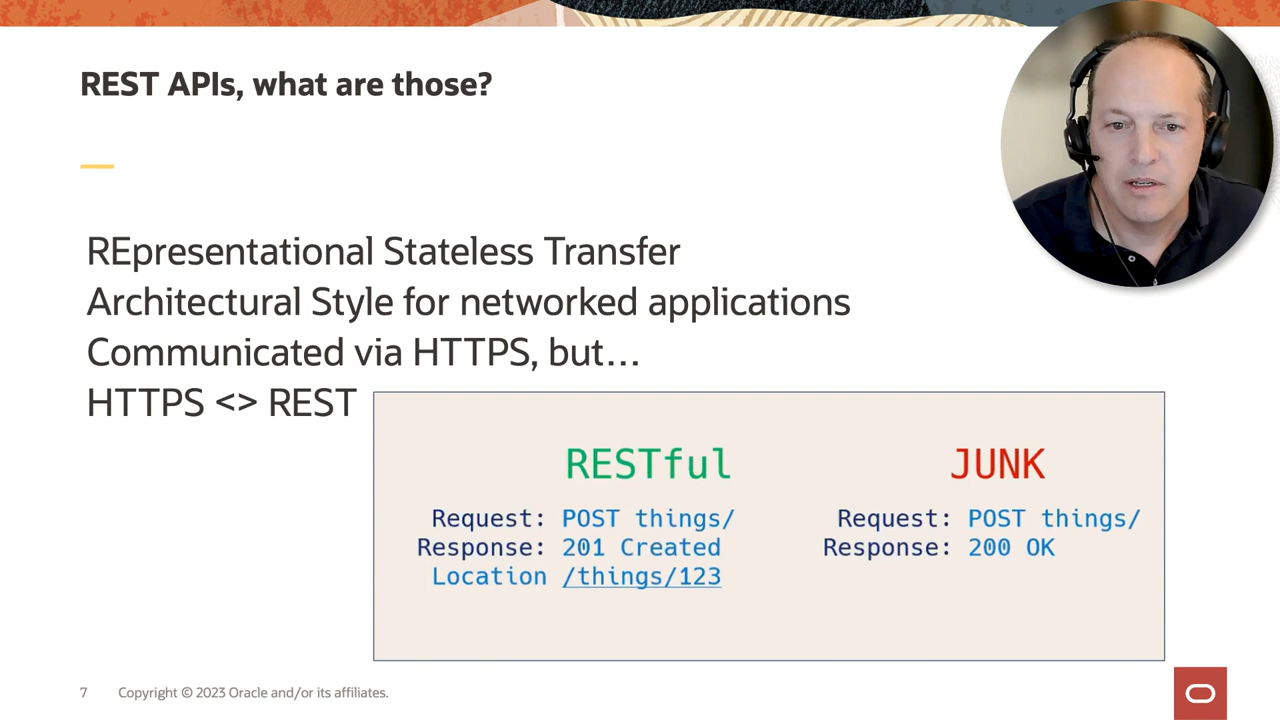 REST APIs, what are those?
REpresentational Stateless Transfer
Architectural Style for networked applications
Communicated via HTTPS, but...
HTTPS <> REST
RESTful
Request: POST things/
Response: 201 Created
Location /things/123
JUNK
Request: POST things/
Response: 200 OK
7 Copyright © 2023 Oracle and/or its affiliates.